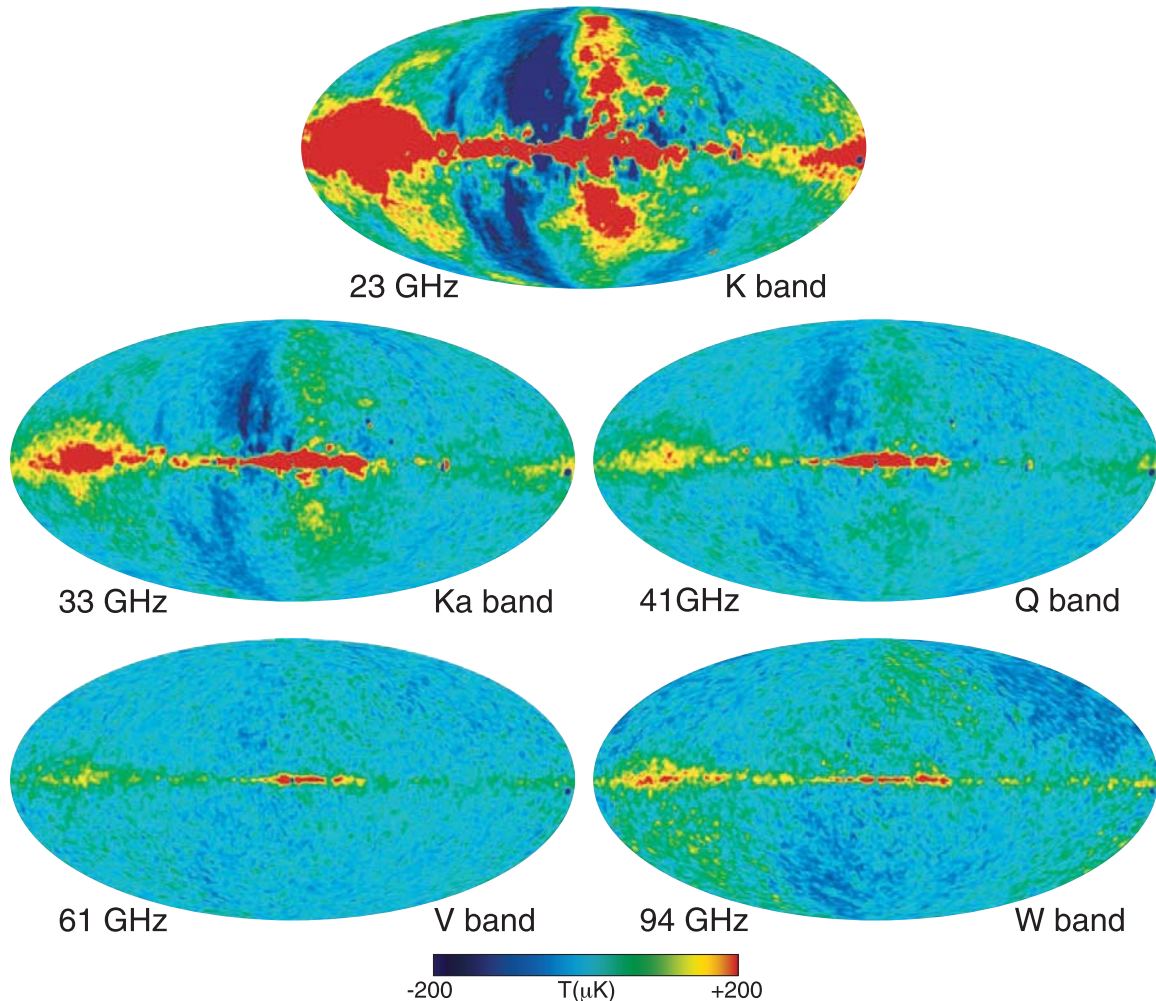 23 GHz K band
33 GHz Ka band
41GHz Q band
61 GHz V band
94 GHz W band
-200 T(μK) +200